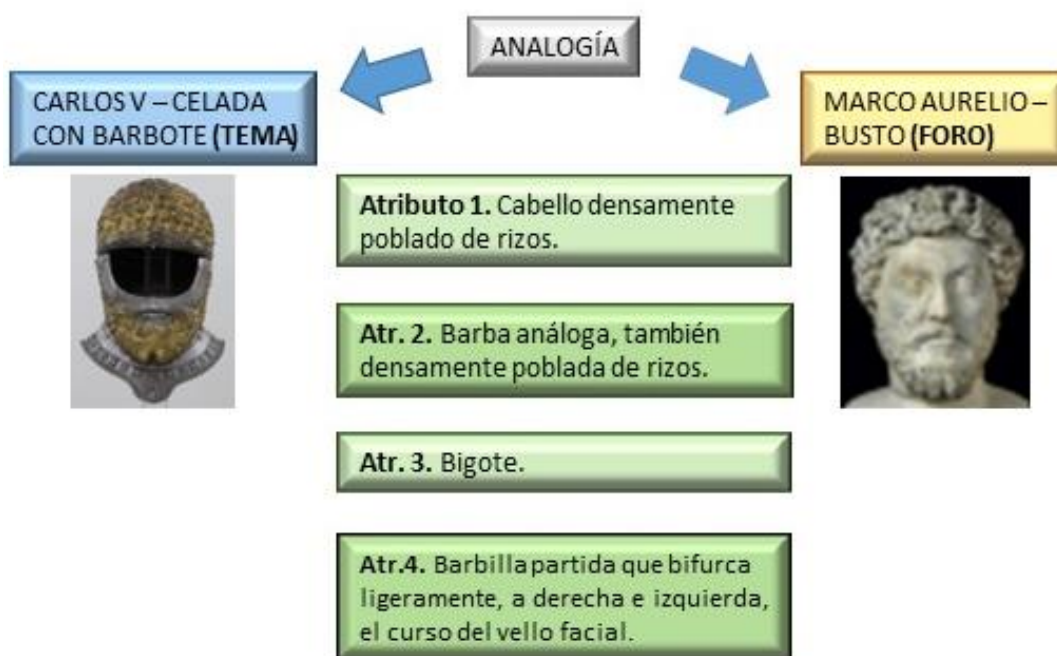 ANALOGÍA
CARLOS V – CELADA
CON BARBOTE (TEMA)
MARCO AURELIO –
BUSTO (FORO)
Atributo 1. Cabello densamente
poblado de rizos.
Atr. 2. Barba análoga, también
densamente poblada de rizos.
Atr. 3. Bigote.
Atr.4. Barbilla partida que bifurca
ligeramente, a derecha e izquierda,
el curso del vello facial.